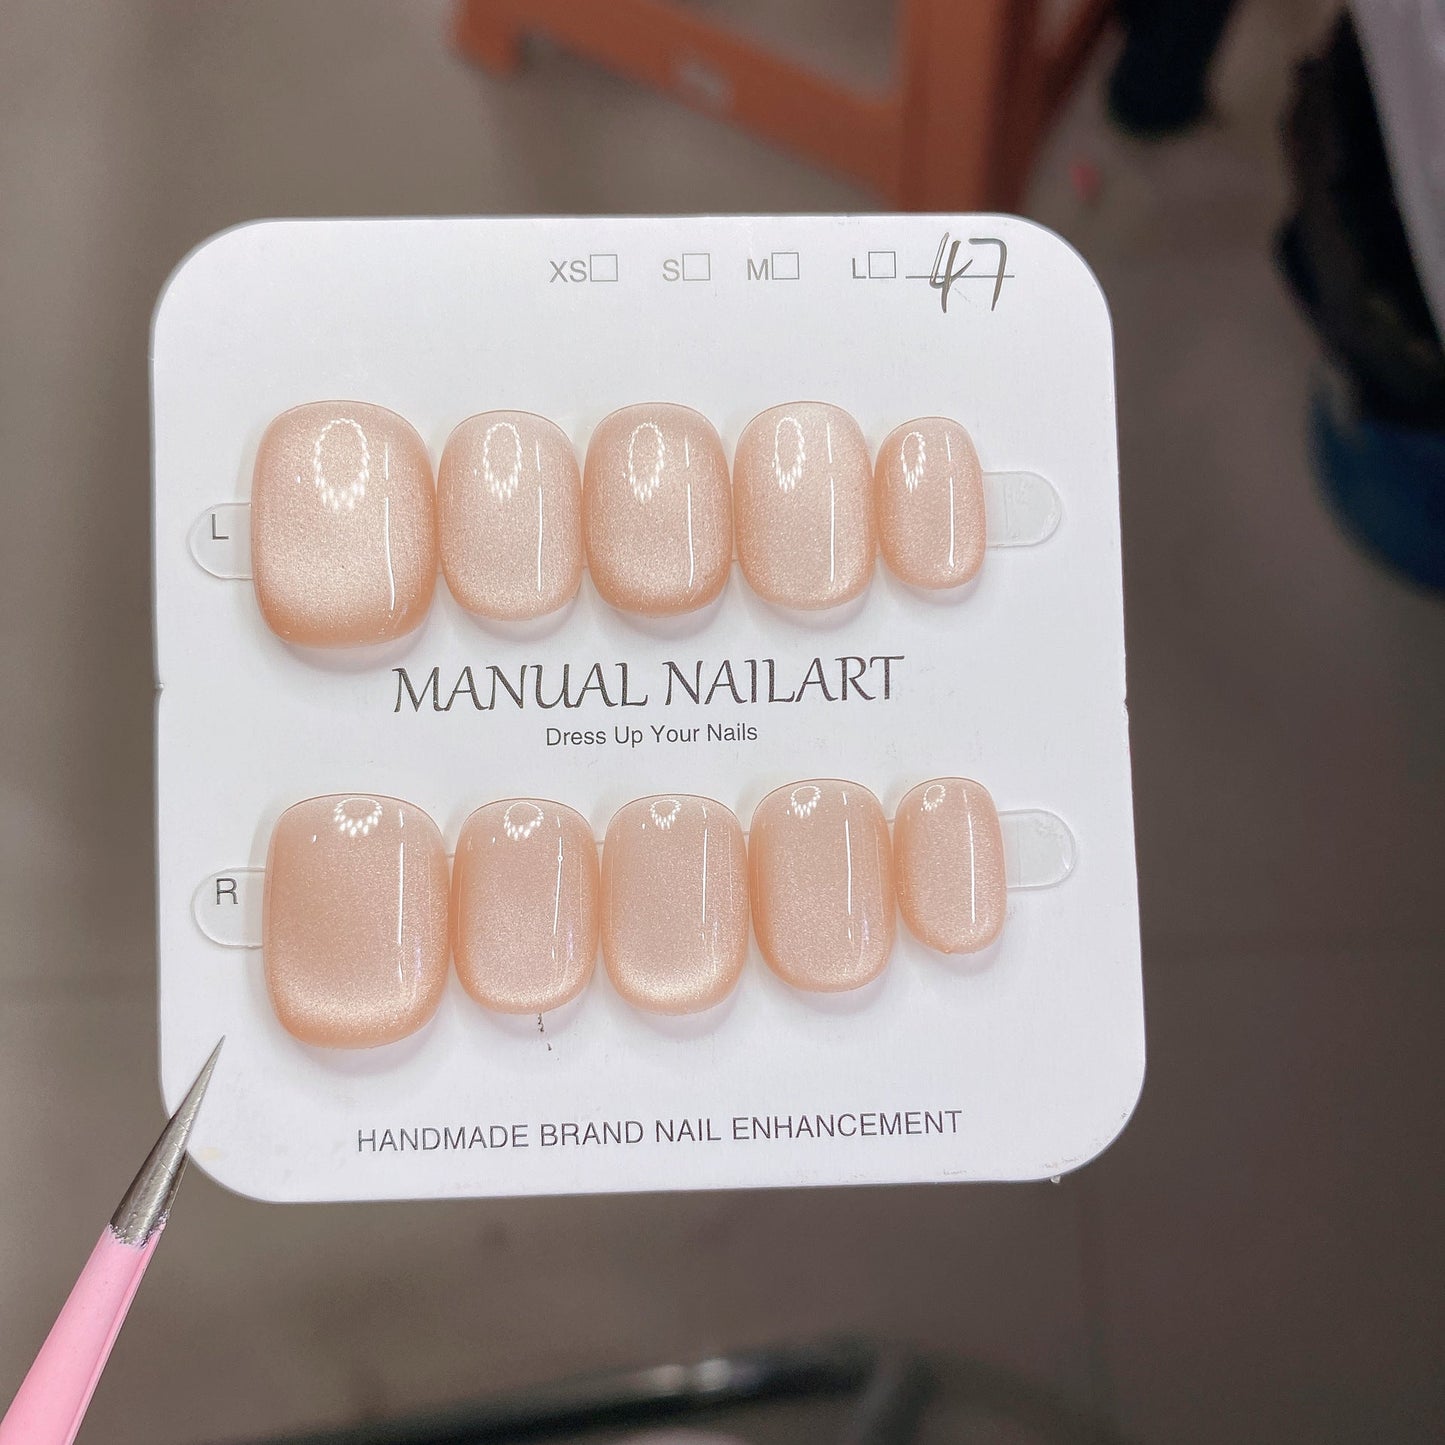 XS□ S□ M□ L□ 47
L
MANUAL NAILART
Dress Up Your Nails
R
HANDMADE BRAND NAIL ENHANCEMENT